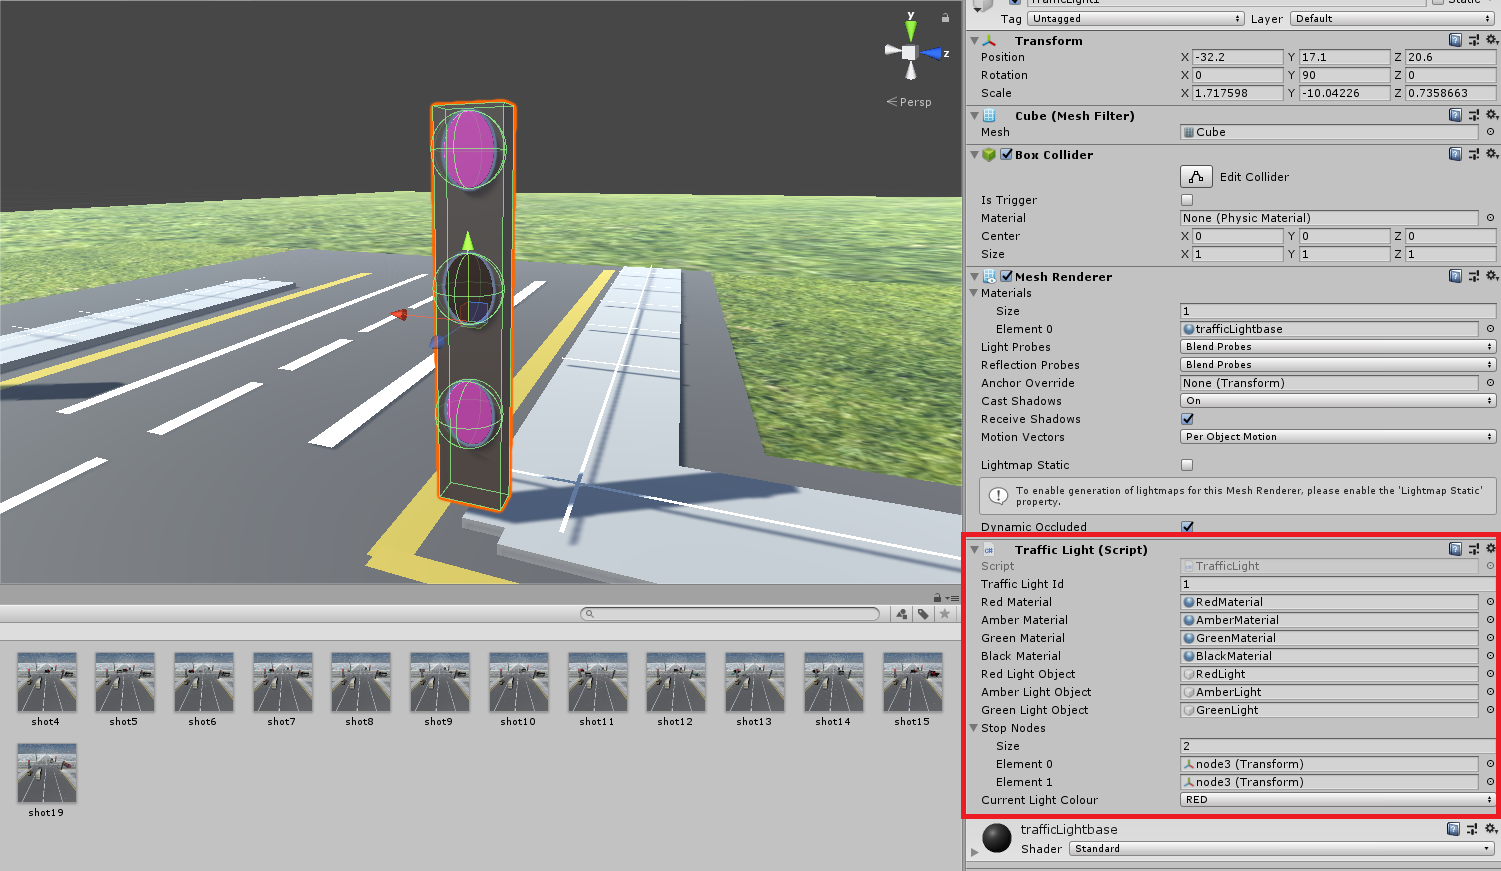 TrafficLight1 Static
Tag Untagged Layer Default
y
z
Persp
Transform
Position X -32.2 Y 17.1 Z 20.6
Rotation X 0 Y 90 Z 0
Scale X 1.717598 Y -10.04226 Z 0.7358663
Cube (Mesh Filter)
Mesh Cube
Box Collider
Edit Collider
Is Trigger
Material None (Physic Material)
Center X 0 Y 0 Z 0
Size X 1 Y 1 Z 1
Mesh Renderer
Materials
Size 1
Element 0 trafficLightbase
Light Probes Blend Probes
Reflection Probes Blend Probes
Anchor Override None (Transform)
Cast Shadows On
Receive Shadows
Motion Vectors Per Object Motion
Lightmap Static
To enable generation of lightmaps for this Mesh Renderer, please enable the 'Lightmap Static'
property.
Dynamic Occluded
Traffic Light (Script)
Script TrafficLight
Traffic Light Id 1
Red Material RedMaterial
Amber Material AmberMaterial
Green Material GreenMaterial
Black Material BlackMaterial
Red Light Object RedLight
Amber Light Object AmberLight
Green Light Object GreenLight
Stop Nodes
Size 2
Element 0 node3 (Transform)
Element 1 node3 (Transform)
Current Light Colour RED
trafficLightbase
Shader Standard
shot4 shot5 shot6 shot7 shot8 shot9 shot10 shot11 shot12 shot13 shot14 shot15
shot19